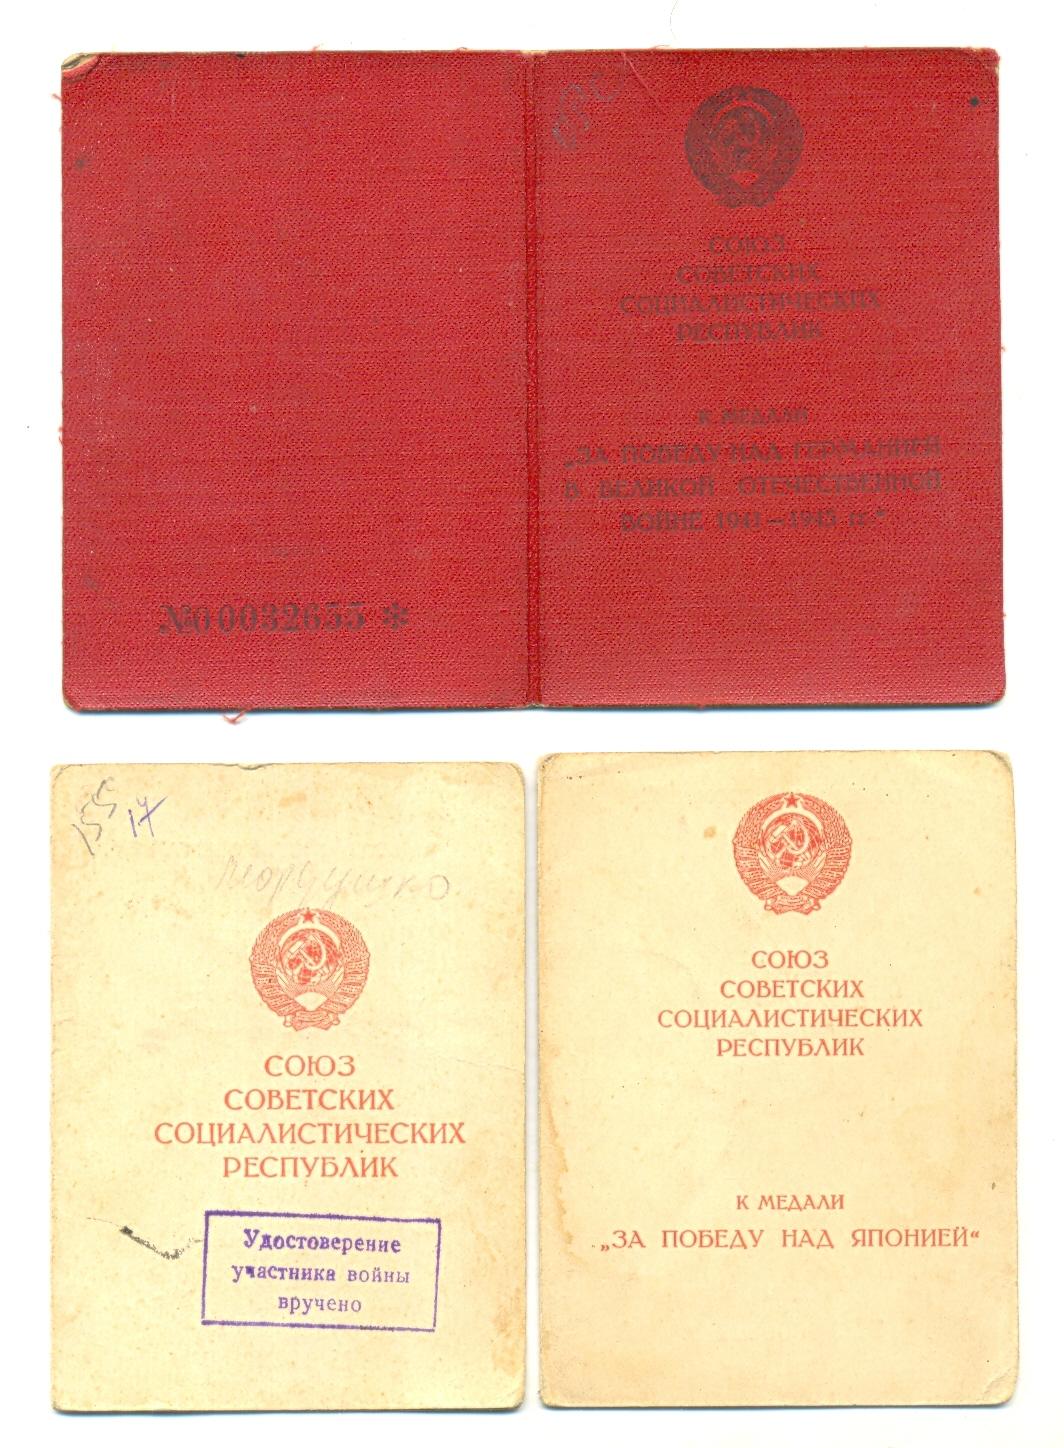 №00032655 *
СОЮЗ
СОВЕТСКИХ
СОЦИАЛИСТИЧЕСКИХ
РЕСПУБЛИК
К МЕДАЛИ
„ЗА ПОБЕДУ НАД ГЕРМАНИЕЙ
В ВЕЛИКОЙ ОТЕЧЕСТВЕННОЙ
ВОЙНЕ 1941–1945 гг.“
155
17
СОЮЗ
СОВЕТСКИХ
СОЦИАЛИСТИЧЕСКИХ
РЕСПУБЛИК
Удостоверение
участника войны
вручено
СОЮЗ
СОВЕТСКИХ
СОЦИАЛИСТИЧЕСКИХ
РЕСПУБЛИК
К МЕДАЛИ
„ЗА ПОБЕДУ НАД ЯПОНИЕЙ“